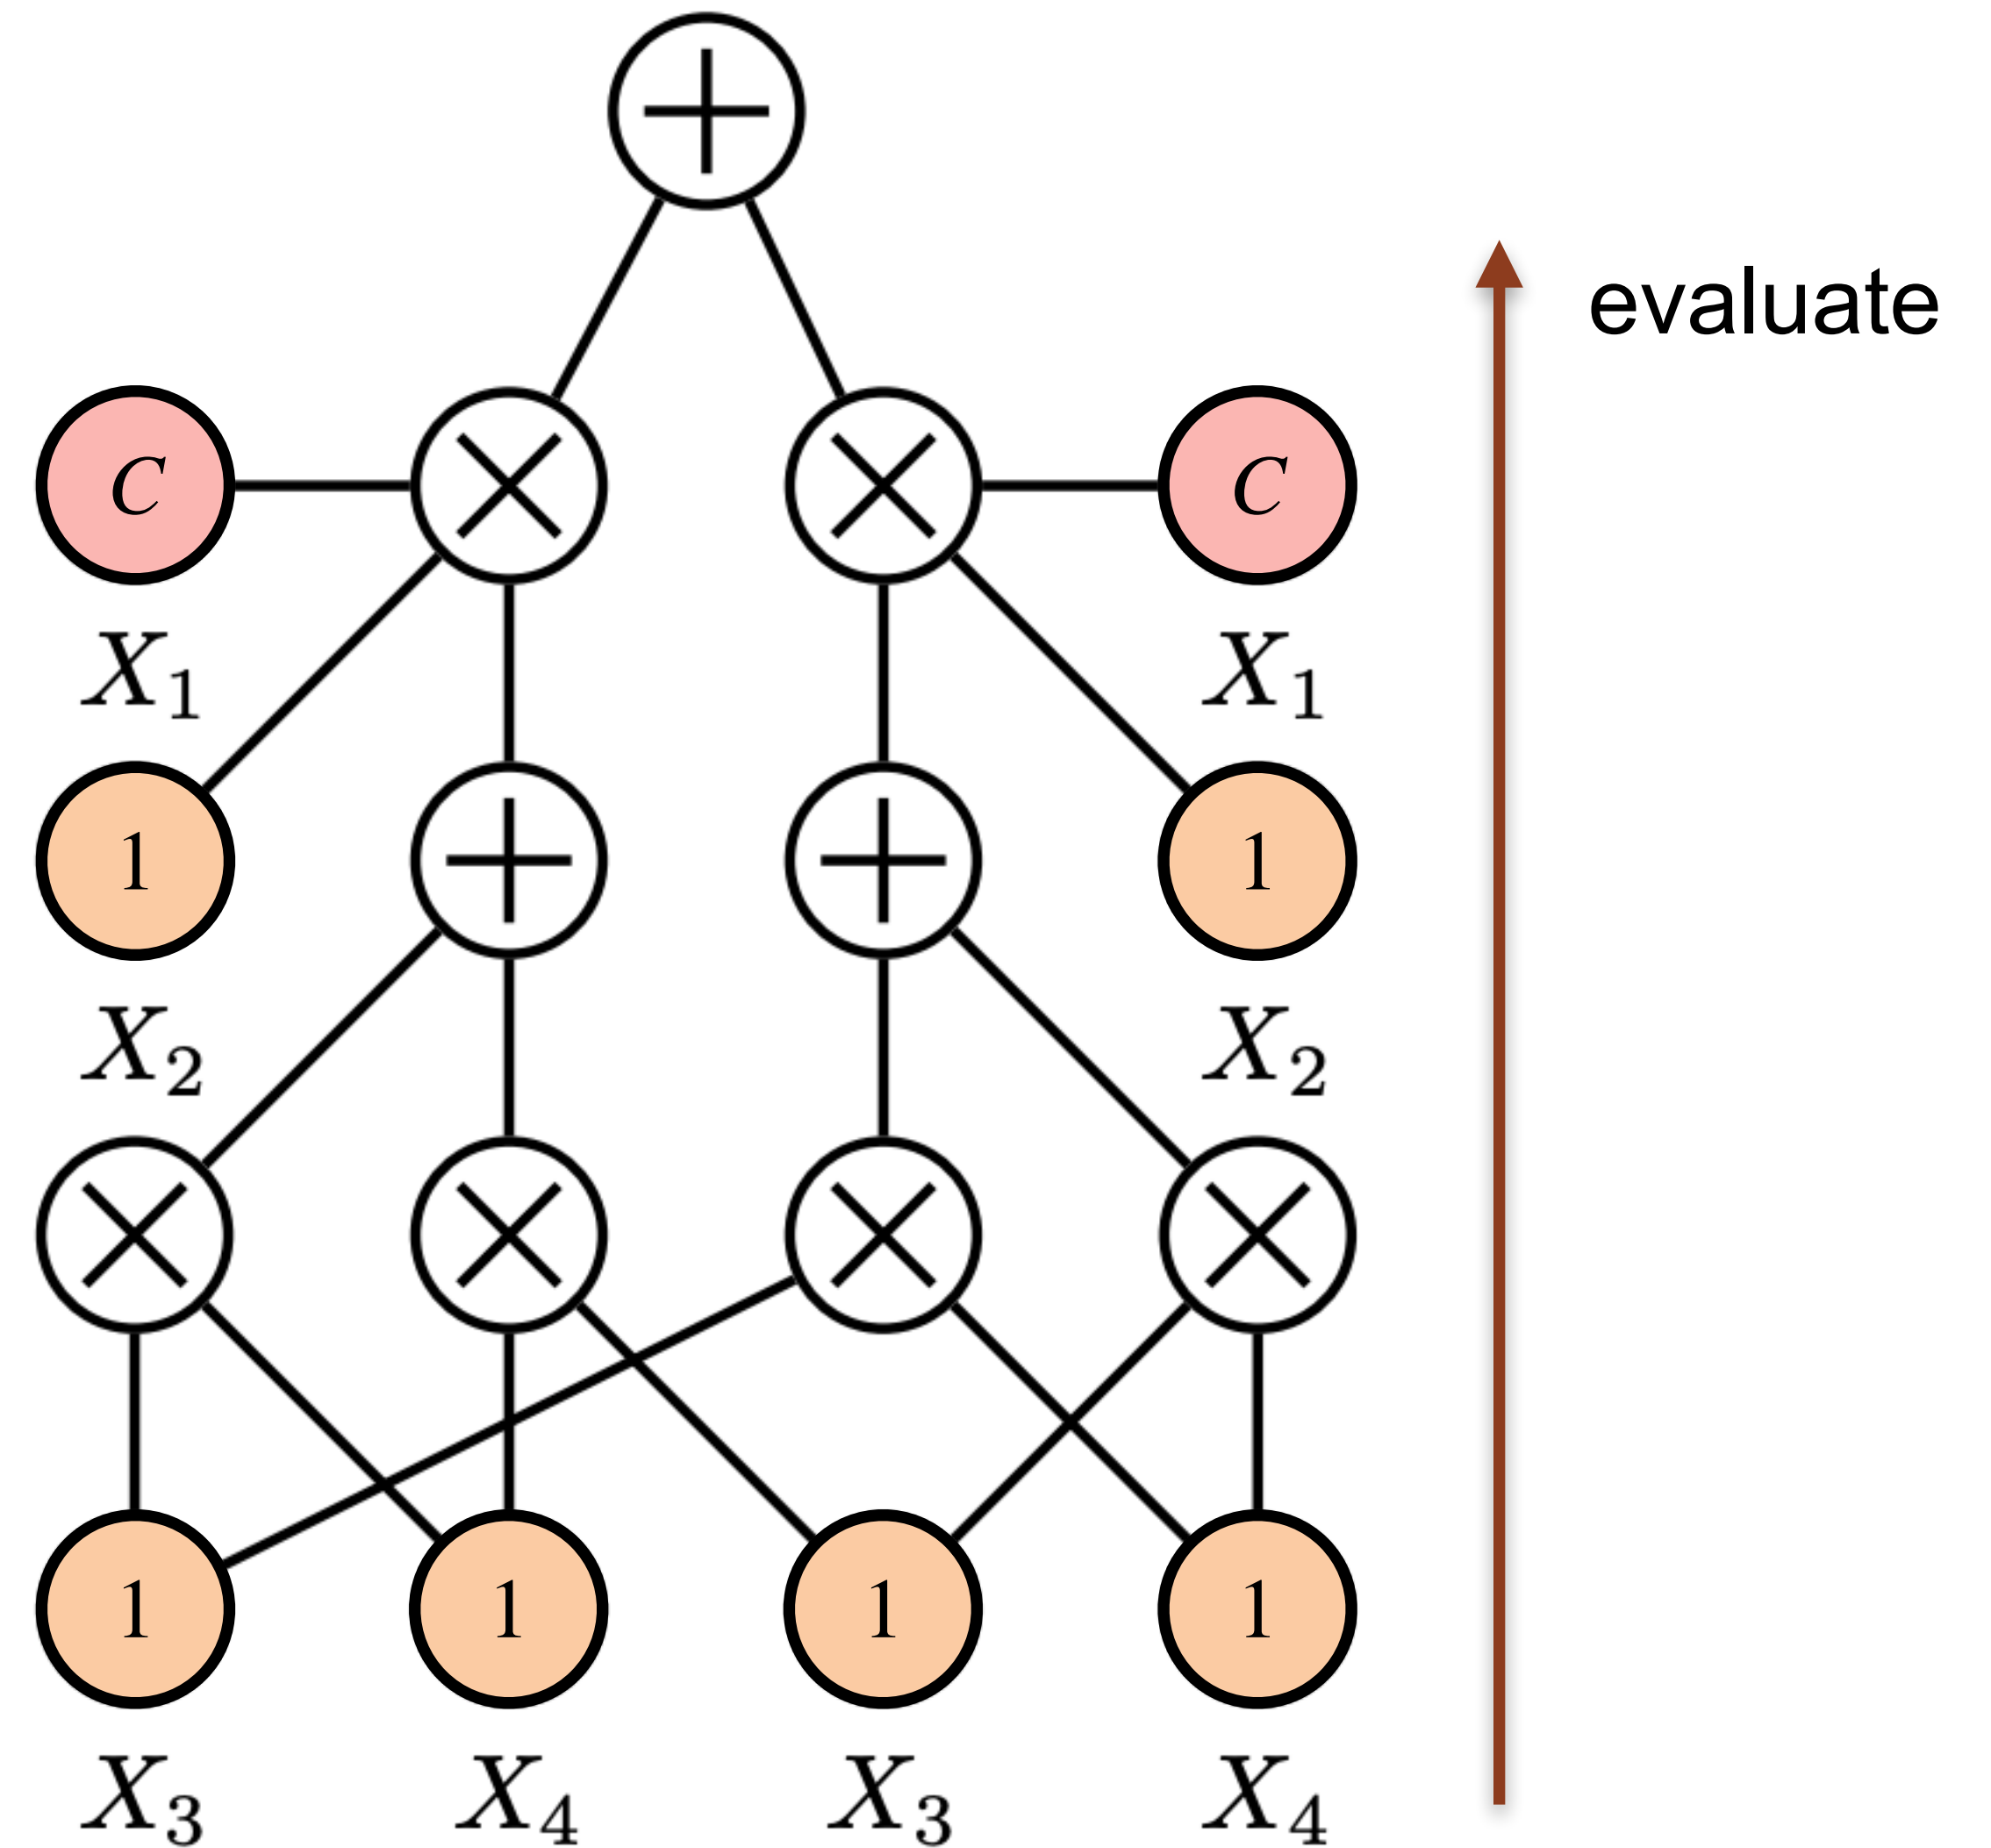 evaluate
C C
X₁ X₁
1 1
X₂ X₂
1 1 1 1
X₃ X₄ X₃ X₄